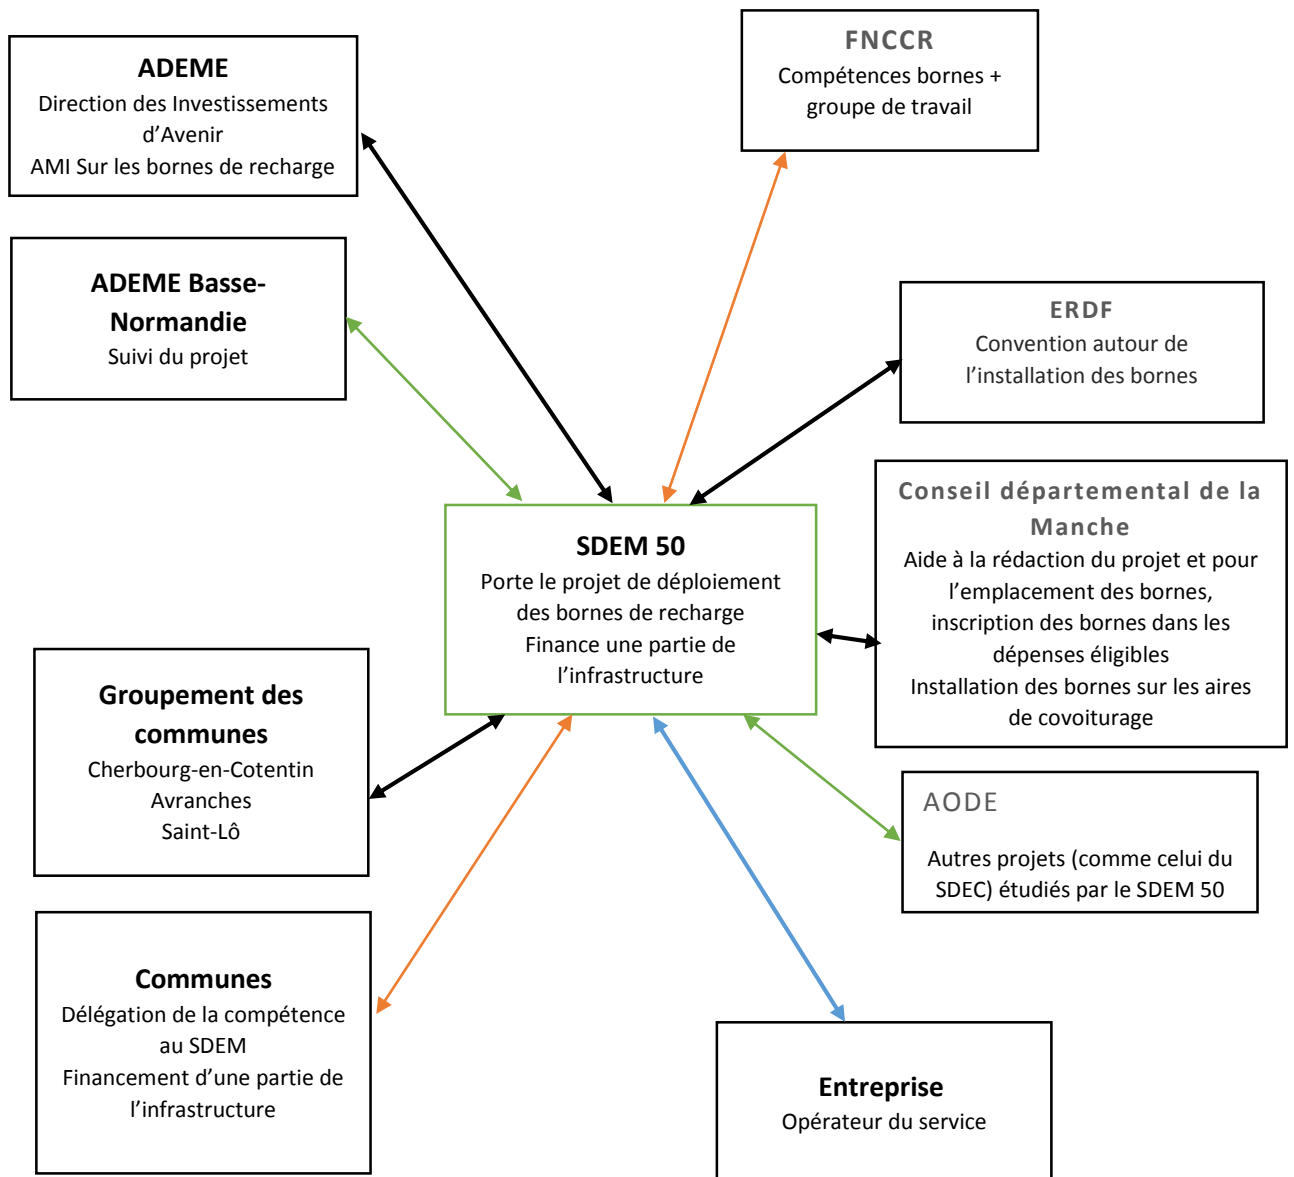 ADEME
Direction des Investissements
d’Avenir
AMI Sur les bornes de recharge
FNCCR
Compétences bornes +
groupe de travail
ADEME Basse-
Normandie
Suivi du projet
ERDF
Convention autour de
l’installation des bornes
Conseil départemental de la
Manche
Aide à la rédaction du projet et pour
l’emplacement des bornes,
inscription des bornes dans les
dépenses éligibles
Installation des bornes sur les aires
de covoiturage
SDEM 50
Porte le projet de déploiement
des bornes de recharge
Finance une partie de
l’infrastructure
Groupement des
communes
Cherbourg-en-Cotentin
Avranches
Saint-Lô
AODE
Autres projets (comme celui du
SDEC) étudiés par le SDEM 50
Communes
Délégation de la compétence
au SDEM
Financement d’une partie de
l’infrastructure
Entreprise
Opérateur du service